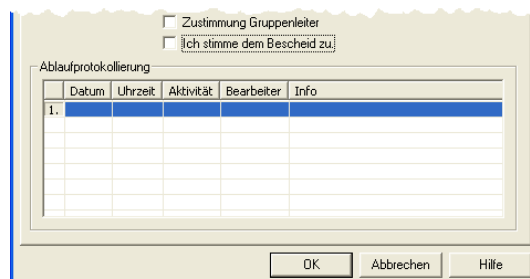 Zustimmung Gruppenleiter
Ich stimme dem Bescheid zu.
Ablaufprotokollierung
Datum Uhrzeit Aktivität Bearbeiter Info
1.
OK Abbrechen Hilfe